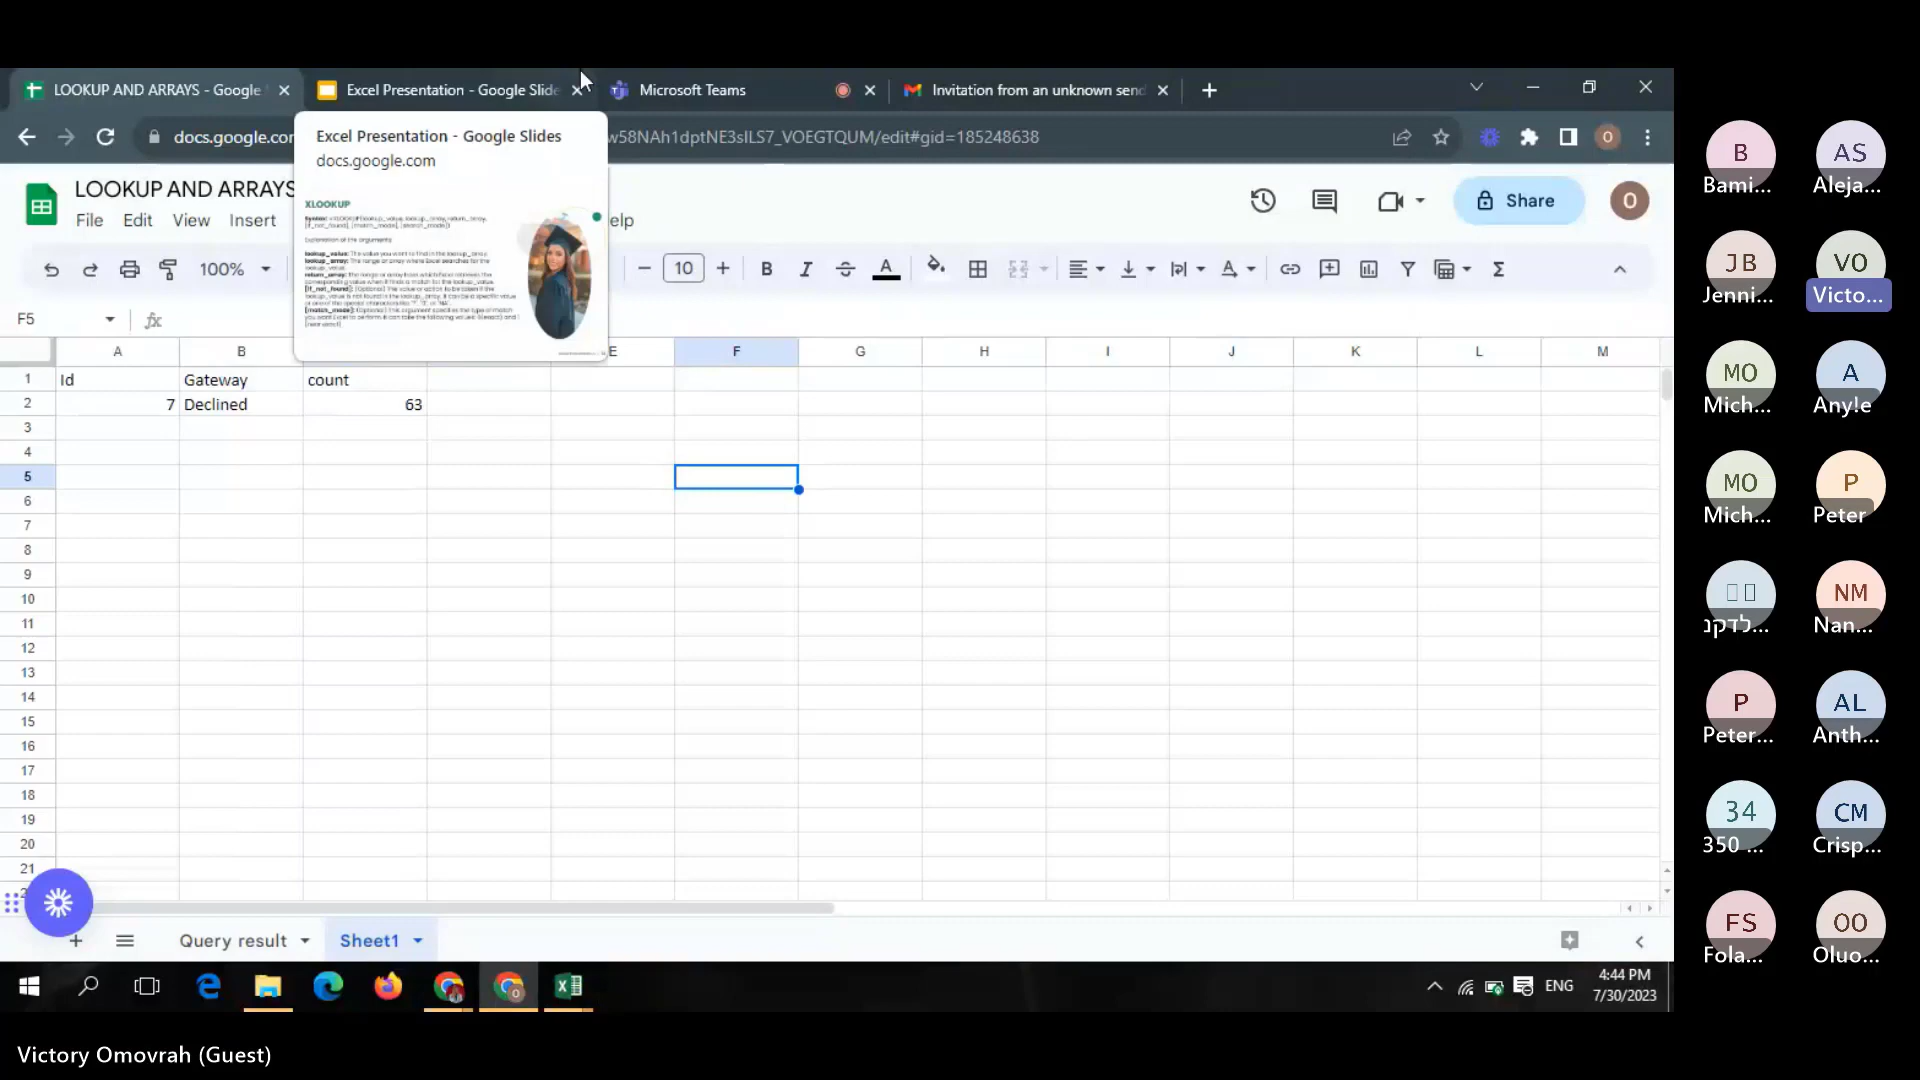 LOOKUP AND ARRAYS - Google
Excel Presentation - Google Slide
Microsoft Teams
Invitation from an unknown send
docs.google.com
w58NAh1dptNE3sILS7_VOEGTQUM/edit#gid=185248638
O
Excel Presentation - Google Slides
docs.google.com
XLOOKUP
LOOKUP AND ARRAYS
File Edit View Insert
elp
Share
O
100%
10
B I S A
F5
fx
A B E F G H I J K L M
1 Id Gateway count
2 7 Declined 63
3
4
5
6
7
8
9
10
11
12
13
14
15
16
17
18
19
20
21
Query result Sheet1
ENG
4:44 PM
7/30/2023
B AS
Bami... Aleja...
JB VO
Jenni... Victo...
MO A
Mich... Any!e
MO P
Mich... Peter
NM
Nan...
P AL
Peter... Anth...
34 CM
350 ... Crisp...
FS OO
Fola... Oluo...
Victory Omovrah (Guest)